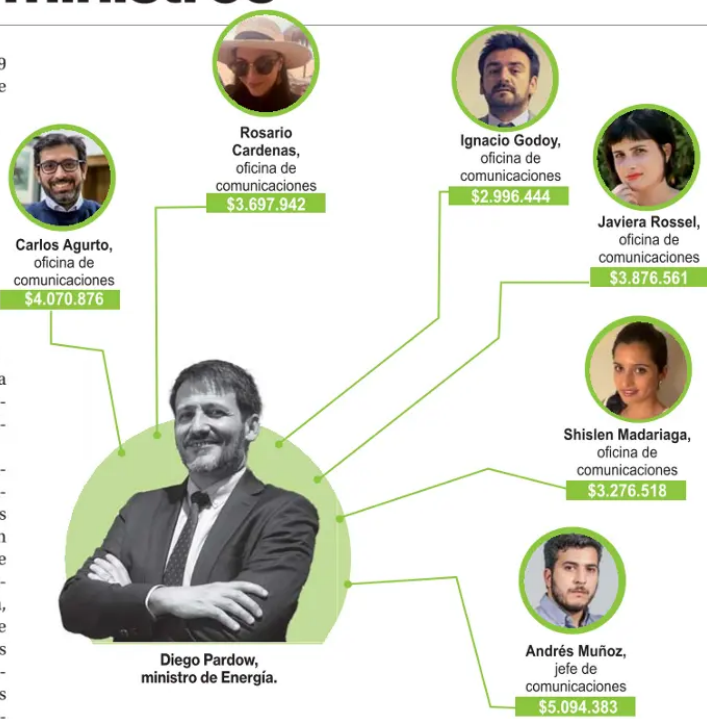 ministros
9
e
Rosario
Cardenas,
oficina de
comunicaciones
$3.697.942
Ignacio Godoy,
oficina de
comunicaciones
$2.996.444
Javiera Rossel,
oficina de
comunicaciones
$3.876.561
Carlos Agurto,
oficina de
comunicaciones
$4.070.876
Shislen Madariaga,
oficina de
comunicaciones
$3.276.518
Andrés Muñoz,
jefe de
comunicaciones
$5.094.383
Diego Pardow,
ministro de Energía.
a
-
-
-
-
s
n
e
-
,
e
s
-
s
-